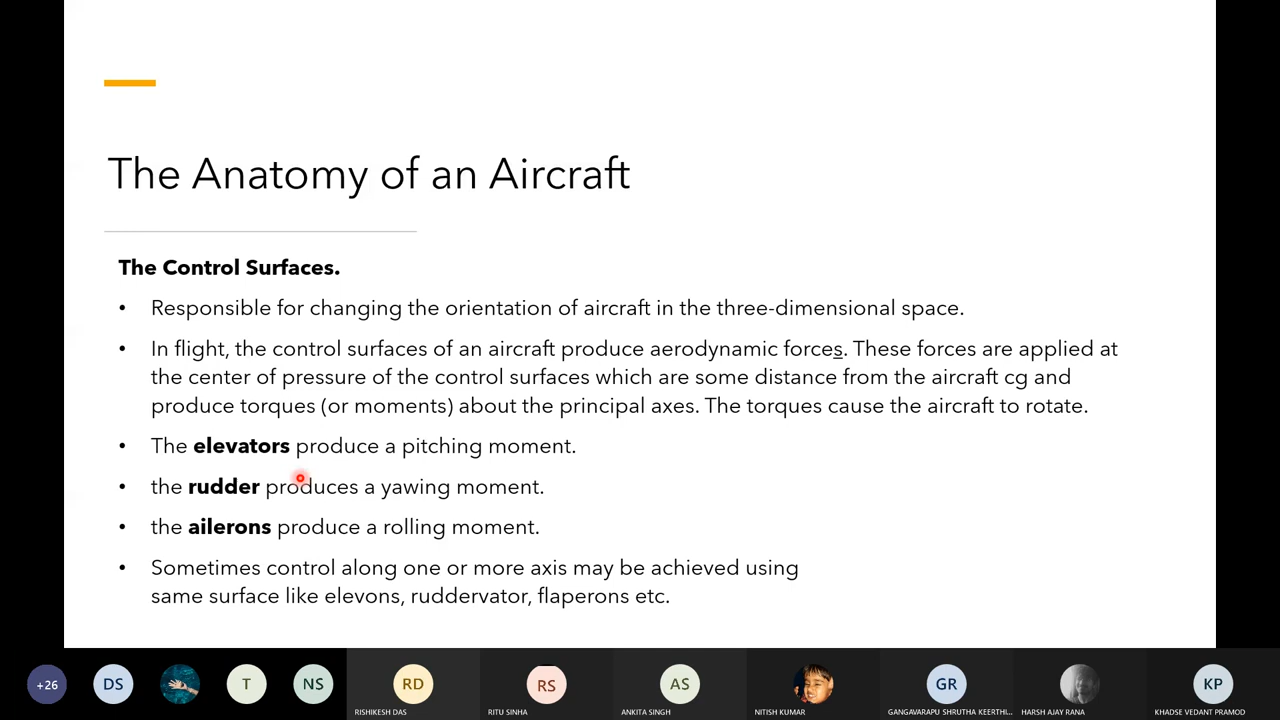 The Anatomy of an Aircraft
The Control Surfaces.
• Responsible for changing the orientation of aircraft in the three-dimensional space.
• In flight, the control surfaces of an aircraft produce aerodynamic forces. These forces are applied at
the center of pressure of the control surfaces which are some distance from the aircraft cg and
produce torques (or moments) about the principal axes. The torques cause the aircraft to rotate.
• The elevators produce a pitching moment.
• the rudder produces a yawing moment.
• the ailerons produce a rolling moment.
• Sometimes control along one or more axis may be achieved using
same surface like elevons, ruddervator, flaperons etc.
+26 DS T NS RD RS AS GR KP
RISHIKESH DAS RITU SINHA ANKITA SINGH NITISH KUMAR GANGAVARAPU SHRUTHA KEERTHI... HARSH AJAY RANA KHADSE VEDANT PRAMOD